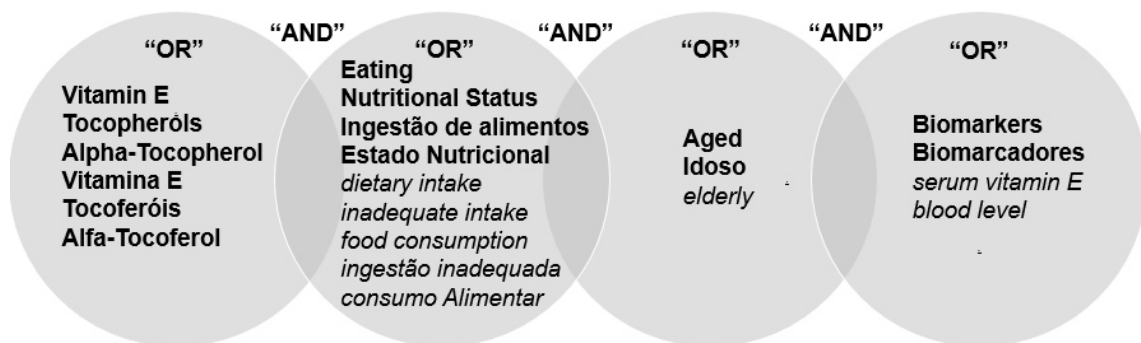 “OR”
Vitamin E
Tocopheróls
Alpha-Tocopherol
Vitamina E
Tocoferóis
Alfa-Tocoferol
“AND”
“OR”
Eating
Nutritional Status
Ingestão de alimentos
Estado Nutricional
dietary intake
inadequate intake
food consumption
ingestão inadequada
consumo Alimentar
“AND”
“OR”
Aged
Idoso
elderly
“AND”
“OR”
Biomarkers
Biomarcadores
serum vitamin E
blood level